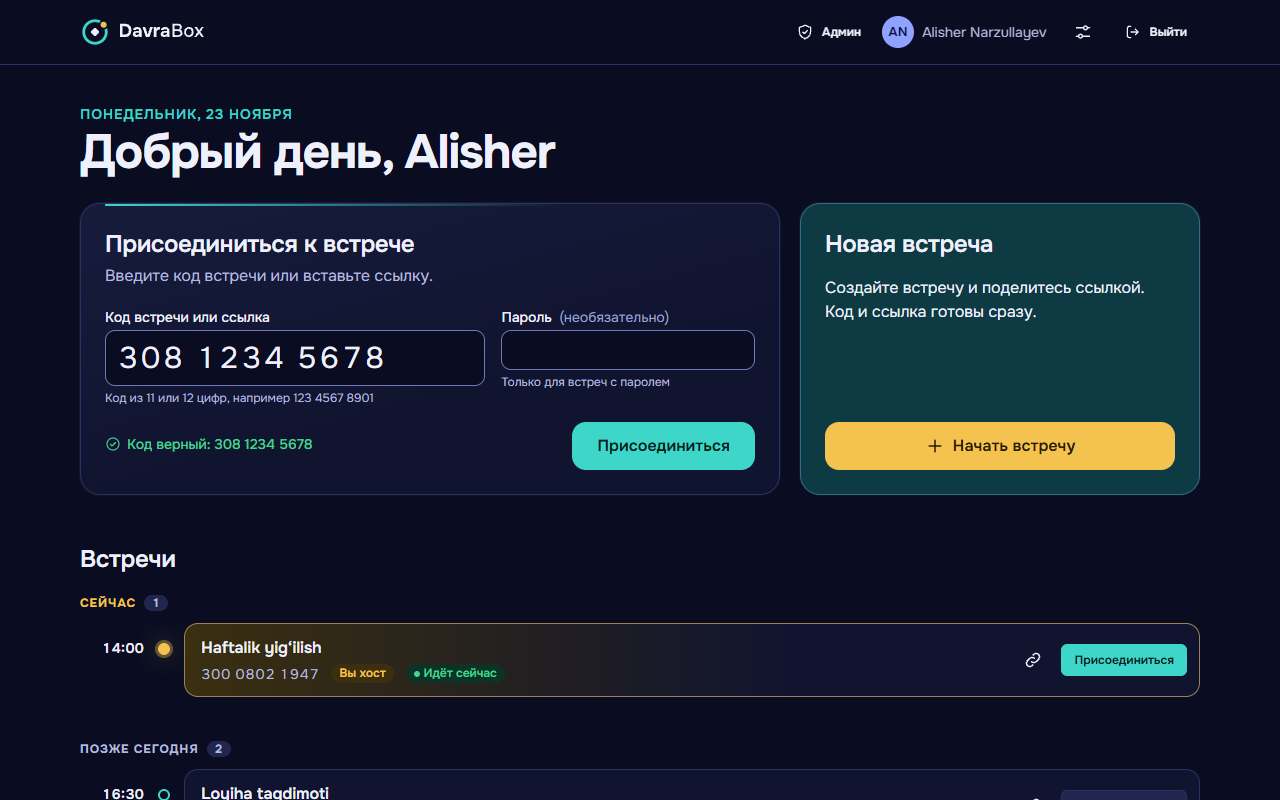 DavraBox
Админ
AN
Alisher Narzullayev
Выйти
ПОНЕДЕЛЬНИК, 23 НОЯБРЯ
Добрый день, Alisher
Присоединиться к встрече
Введите код встречи или вставьте ссылку.
Код встречи или ссылка
308 1234 5678
Код из 11 или 12 цифр, например 123 4567 8901
Пароль (необязательно)
Только для встреч с паролем
Код верный: 308 1234 5678
Присоединиться
Новая встреча
Создайте встречу и поделитесь ссылкой.
Код и ссылка готовы сразу.
Начать встречу
Встречи
СЕЙЧАС 1
14:00
Haftalik yig‘ilish
300 0802 1947 Вы хост Идёт сейчас
Присоединиться
ПОЗЖЕ СЕГОДНЯ 2
16:30
Loyiha taqdimoti